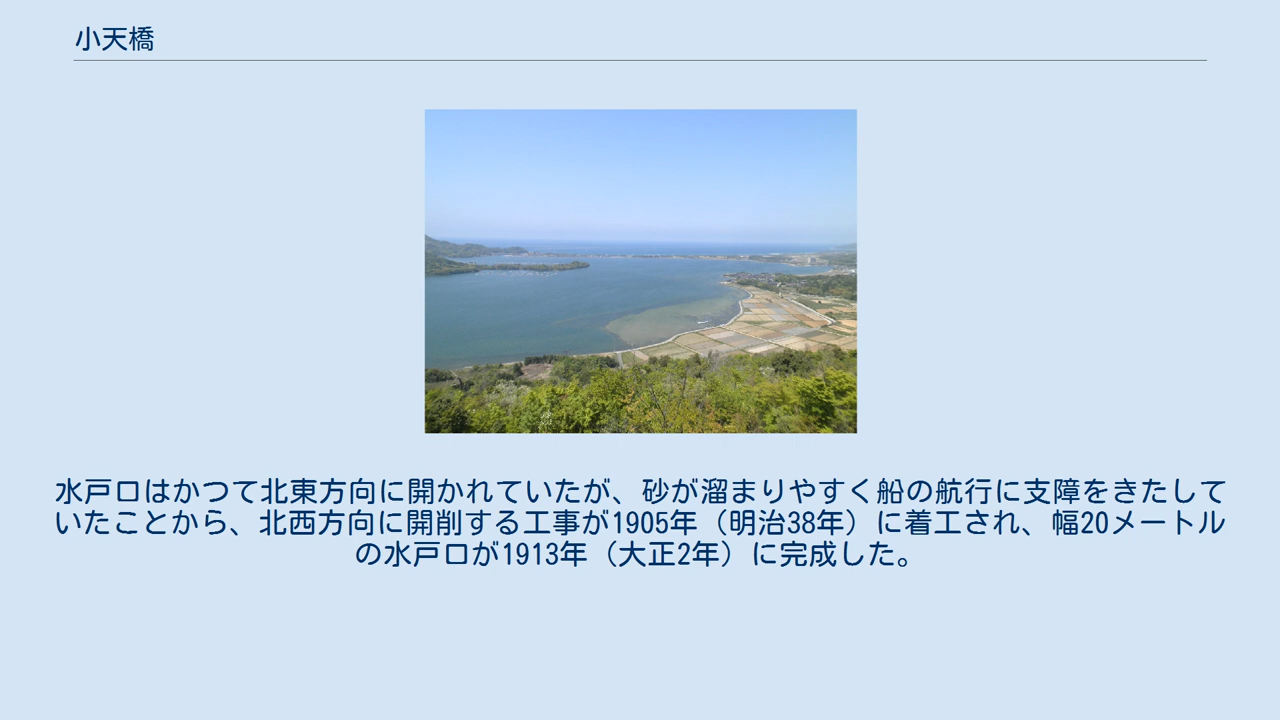 小天橋
水戸口はかつて北東方向に開かれていたが、砂が溜まりやすく船の航行に支障をきたして
いたことから、北西方向に開削する工事が1905年（明治38年）に着工され、幅20メートル
の水戸口が1913年（大正2年）に完成した。